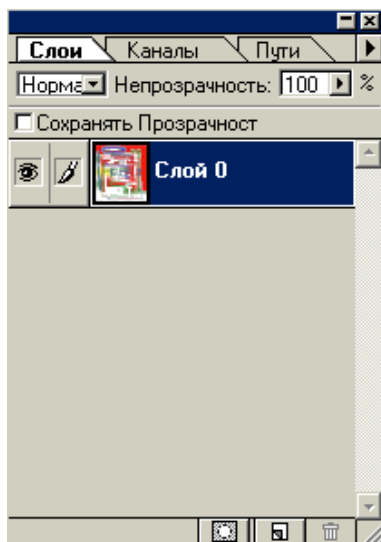 Слои Каналы Пути
Норма Непрозрачность: 100 %
Сохранять Прозрачност
Слой 0